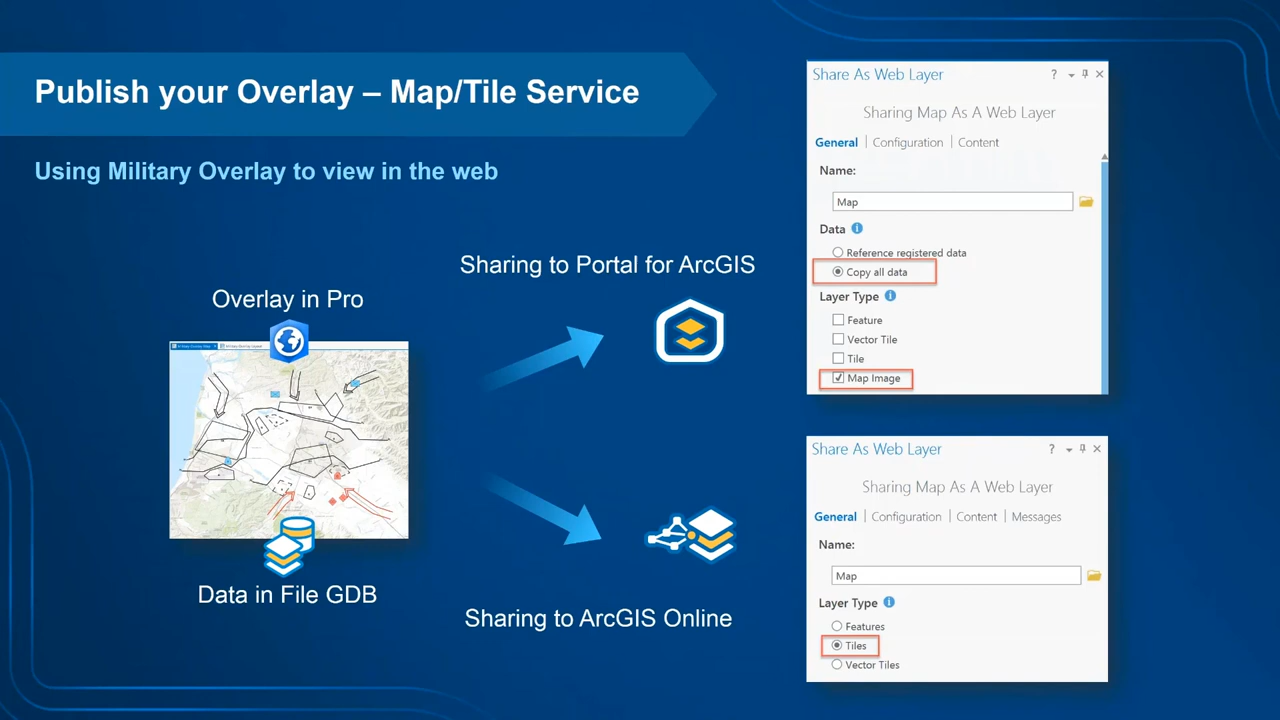 Publish your Overlay – Map/Tile Service
Using Military Overlay to view in the web
Overlay in Pro
Data in File GDB
Sharing to Portal for ArcGIS
Sharing to ArcGIS Online
Share As Web Layer
Sharing Map As A Web Layer
General | Configuration | Content
Name:
Map
Data
Reference registered data
Copy all data
Layer Type
Feature
Vector Tile
Tile
Map Image
Share As Web Layer
Sharing Map As A Web Layer
General | Configuration | Content | Messages
Name:
Map
Layer Type
Features
Tiles
Vector Tiles